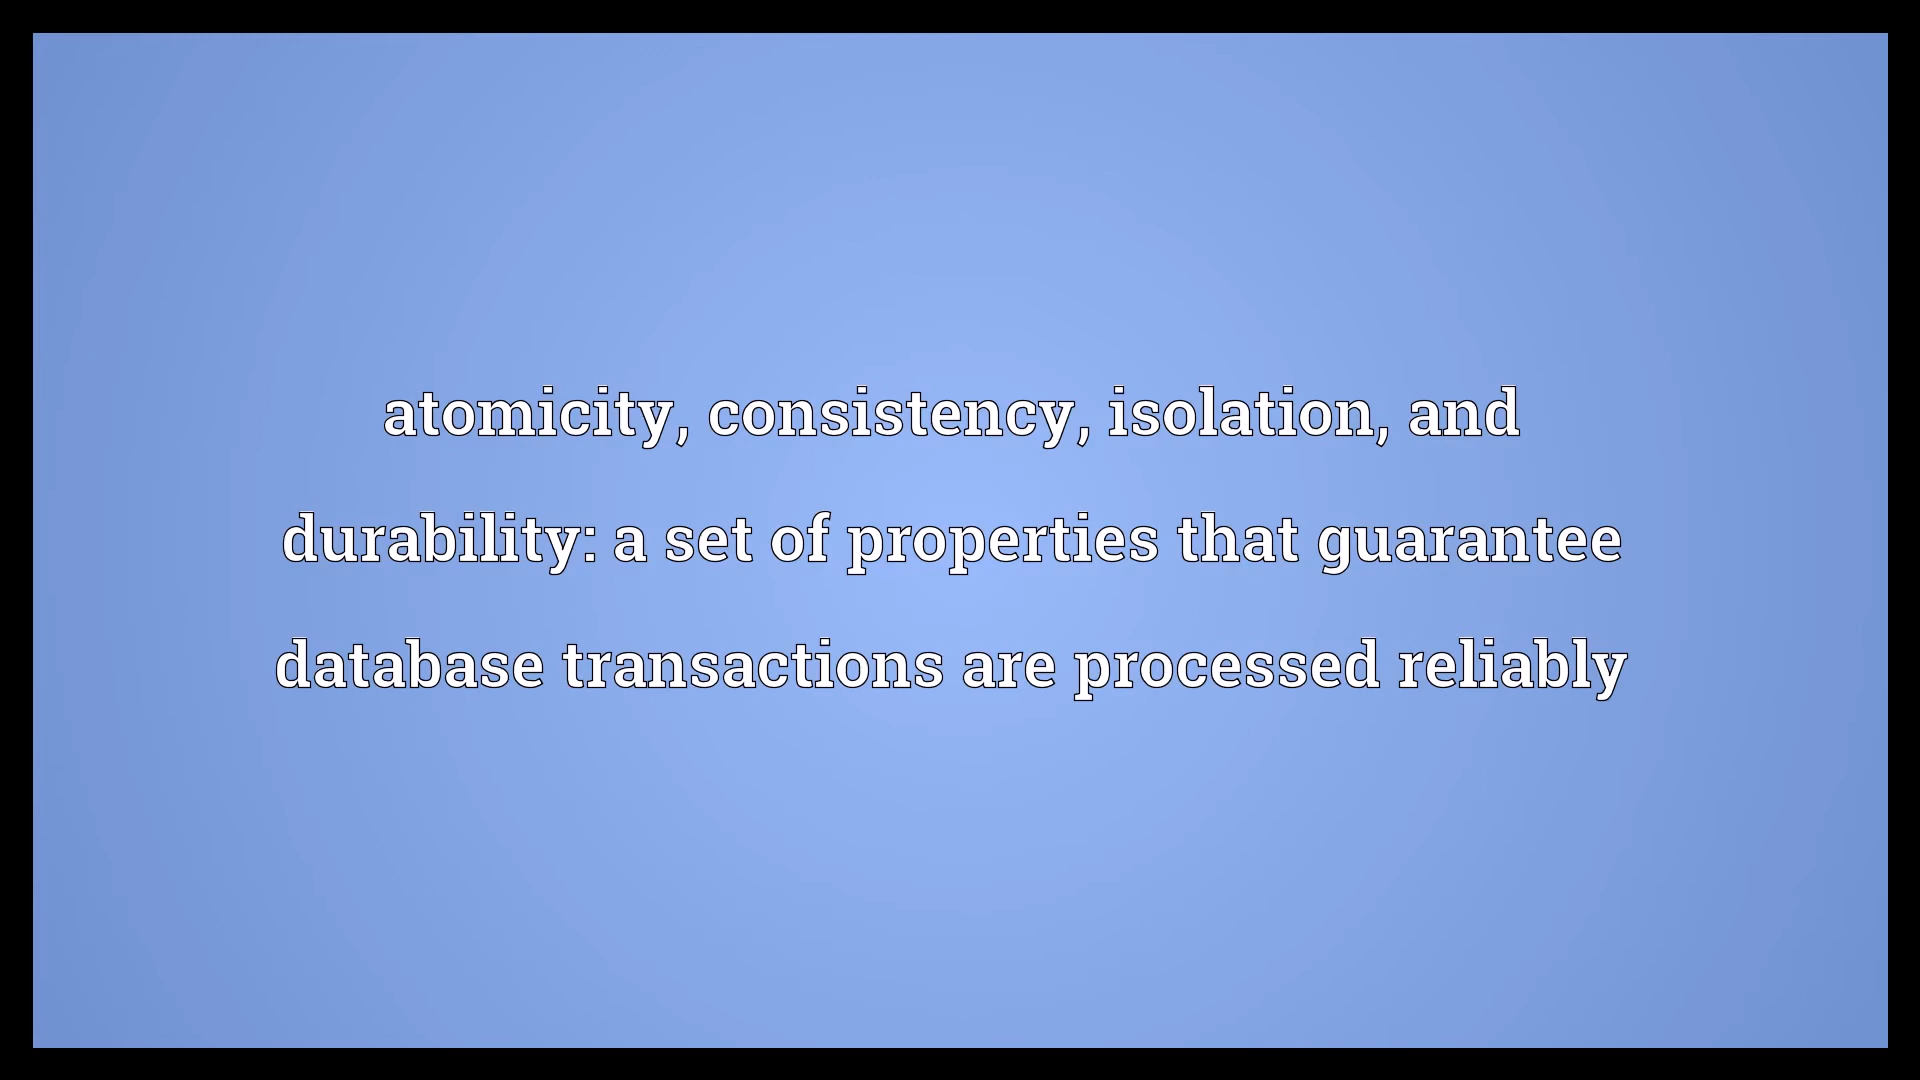 atomicity, consistency, isolation, and
durability: a set of properties that guarantee
database transactions are processed reliably